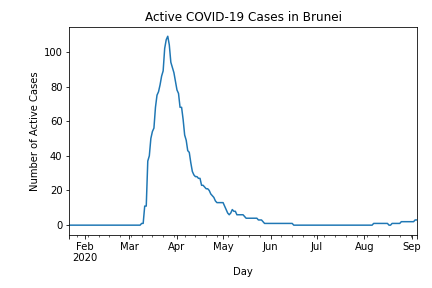 Active COVID-19 Cases in Brunei
Number of Active Cases
100
80
60
40
20
0
Feb Mar Apr May Jun Jul Aug Sep
2020
Day